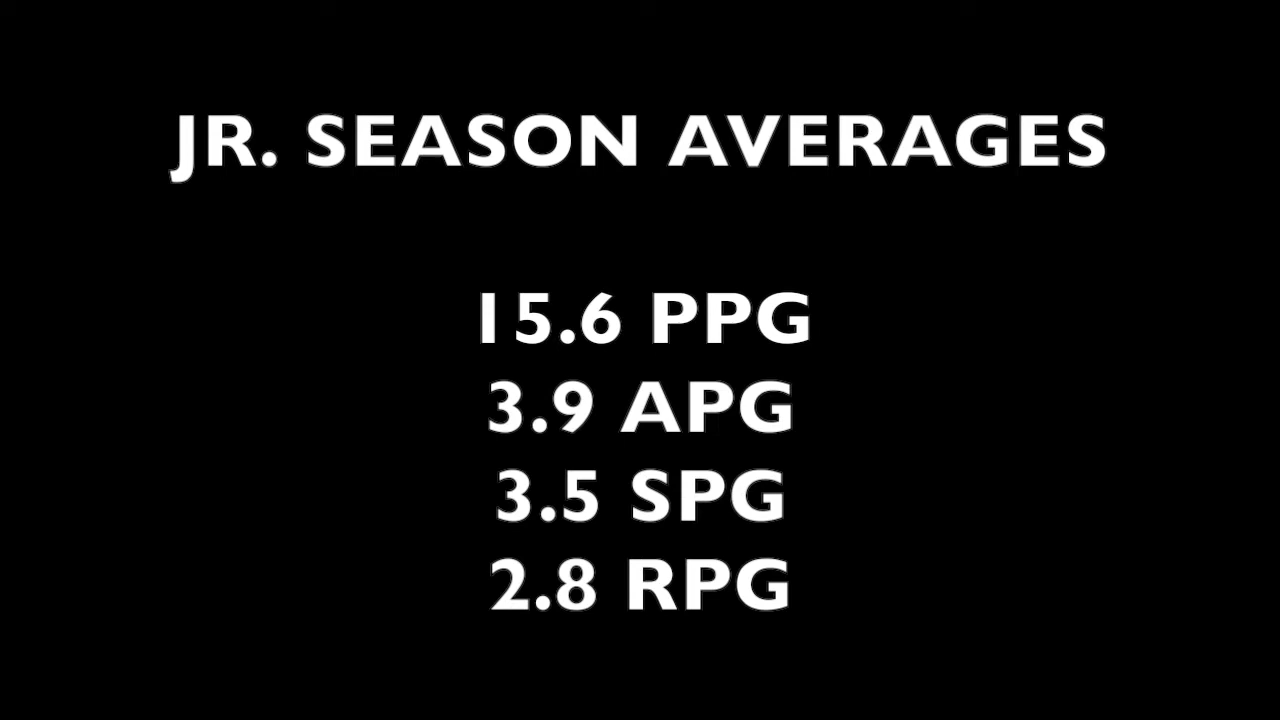 JR. SEASON AVERAGES
15.6 PPG
3.9 APG
3.5 SPG
2.8 RPG